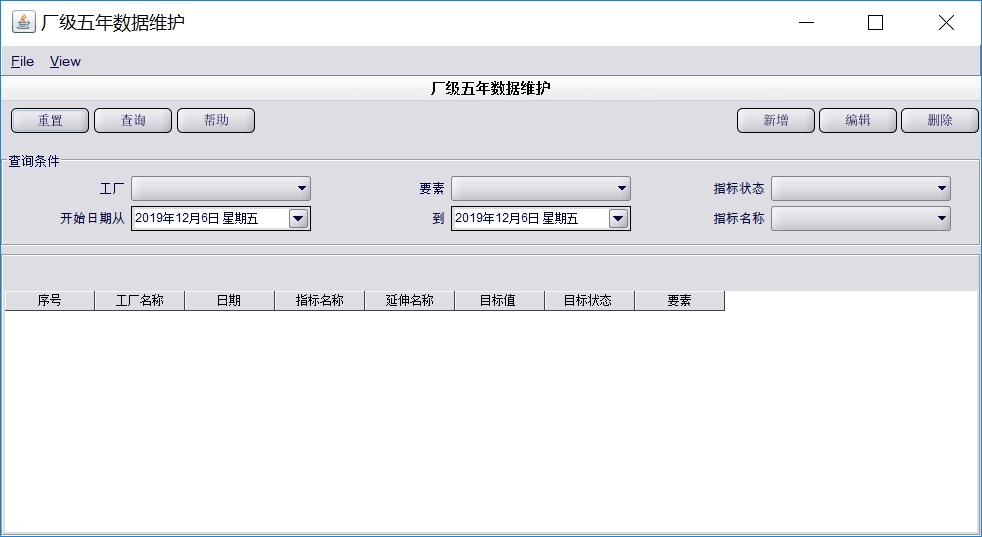 厂级五年数据维护
File View
厂级五年数据维护
重置 查询 帮助 新增 编辑 删除
查询条件
工厂 要素 指标状态
开始日期从 2019年12月6日 星期五 到 2019年12月6日 星期五 指标名称
序号 工厂名称 日期 指标名称 延伸名称 目标值 目标状态 要素